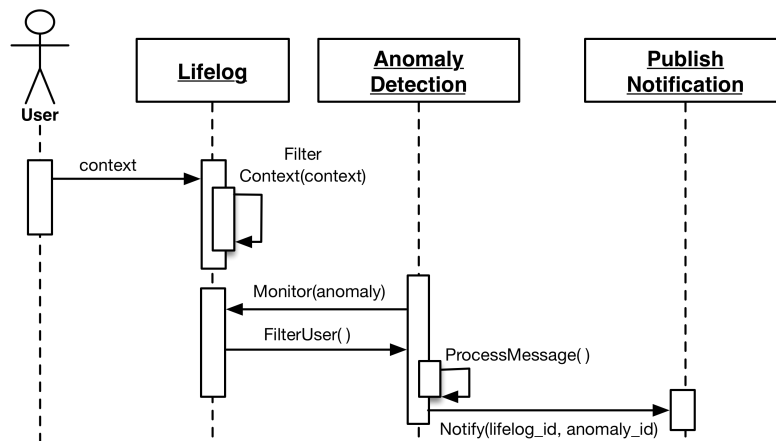 Lifelog
Anomaly
Detection
Publish
Notification
User
context
Filter
Context(context)
Monitor(anomaly)
FilterUser( )
ProcessMessage( )
Notify(lifelog_id, anomaly_id)